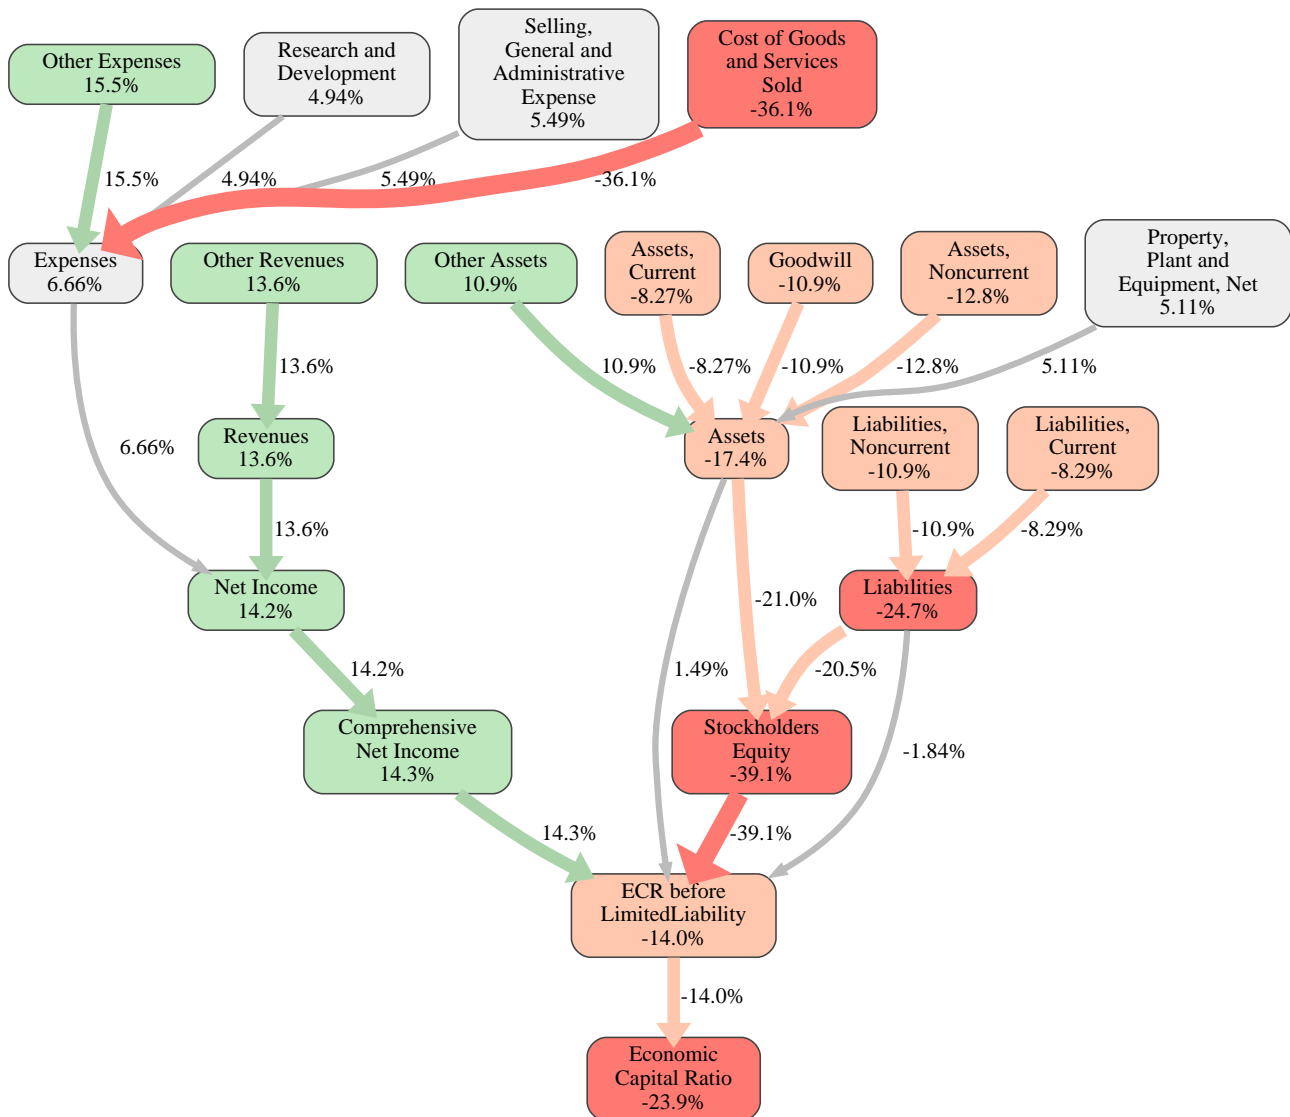 Other Expenses
15.5%
Research and
Development
4.94%
Selling,
General and
Administrative
Expense
5.49%
Cost of Goods
and Services
Sold
-36.1%
15.5%
4.94%
5.49%
-36.1%
Expenses
6.66%
Other Revenues
13.6%
Other Assets
10.9%
Assets,
Current
-8.27%
Goodwill
-10.9%
Assets,
Noncurrent
-12.8%
Property,
Plant and
Equipment, Net
5.11%
13.6%
10.9%
-8.27%
-10.9%
-12.8%
5.11%
6.66%
Revenues
13.6%
Assets
-17.4%
Liabilities,
Noncurrent
-10.9%
Liabilities,
Current
-8.29%
13.6%
-10.9%
-8.29%
Net Income
14.2%
-21.0%
Liabilities
-24.7%
14.2%
1.49%
-20.5%
Comprehensive
Net Income
14.3%
Stockholders
Equity
-39.1%
-1.84%
14.3%
-39.1%
ECR before
LimitedLiability
-14.0%
-14.0%
Economic
Capital Ratio
-23.9%